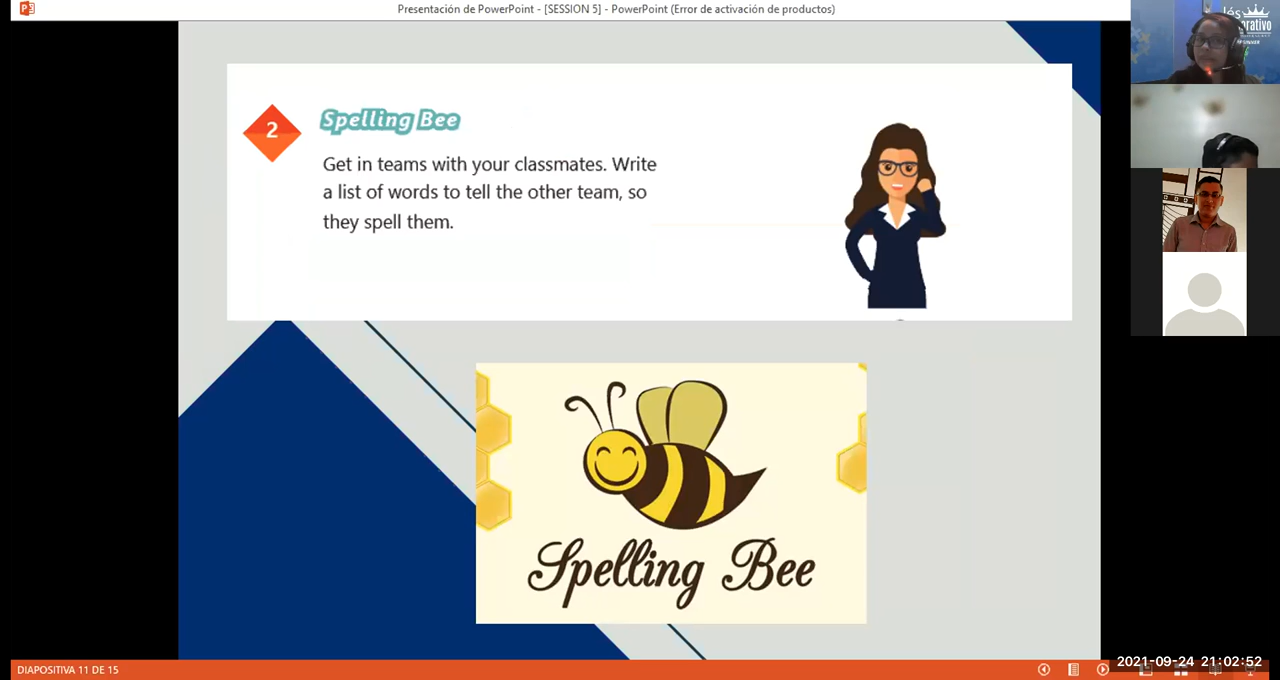 Presentación de PowerPoint - [SESSION 5] - PowerPoint (Error de activación de productos)
2
Spelling Bee
Get in teams with your classmates. Write
a list of words to tell the other team, so
they spell them.
Spelling Bee
DIAPOSITIVA 11 DE 15
2021-09-24 21:02:52